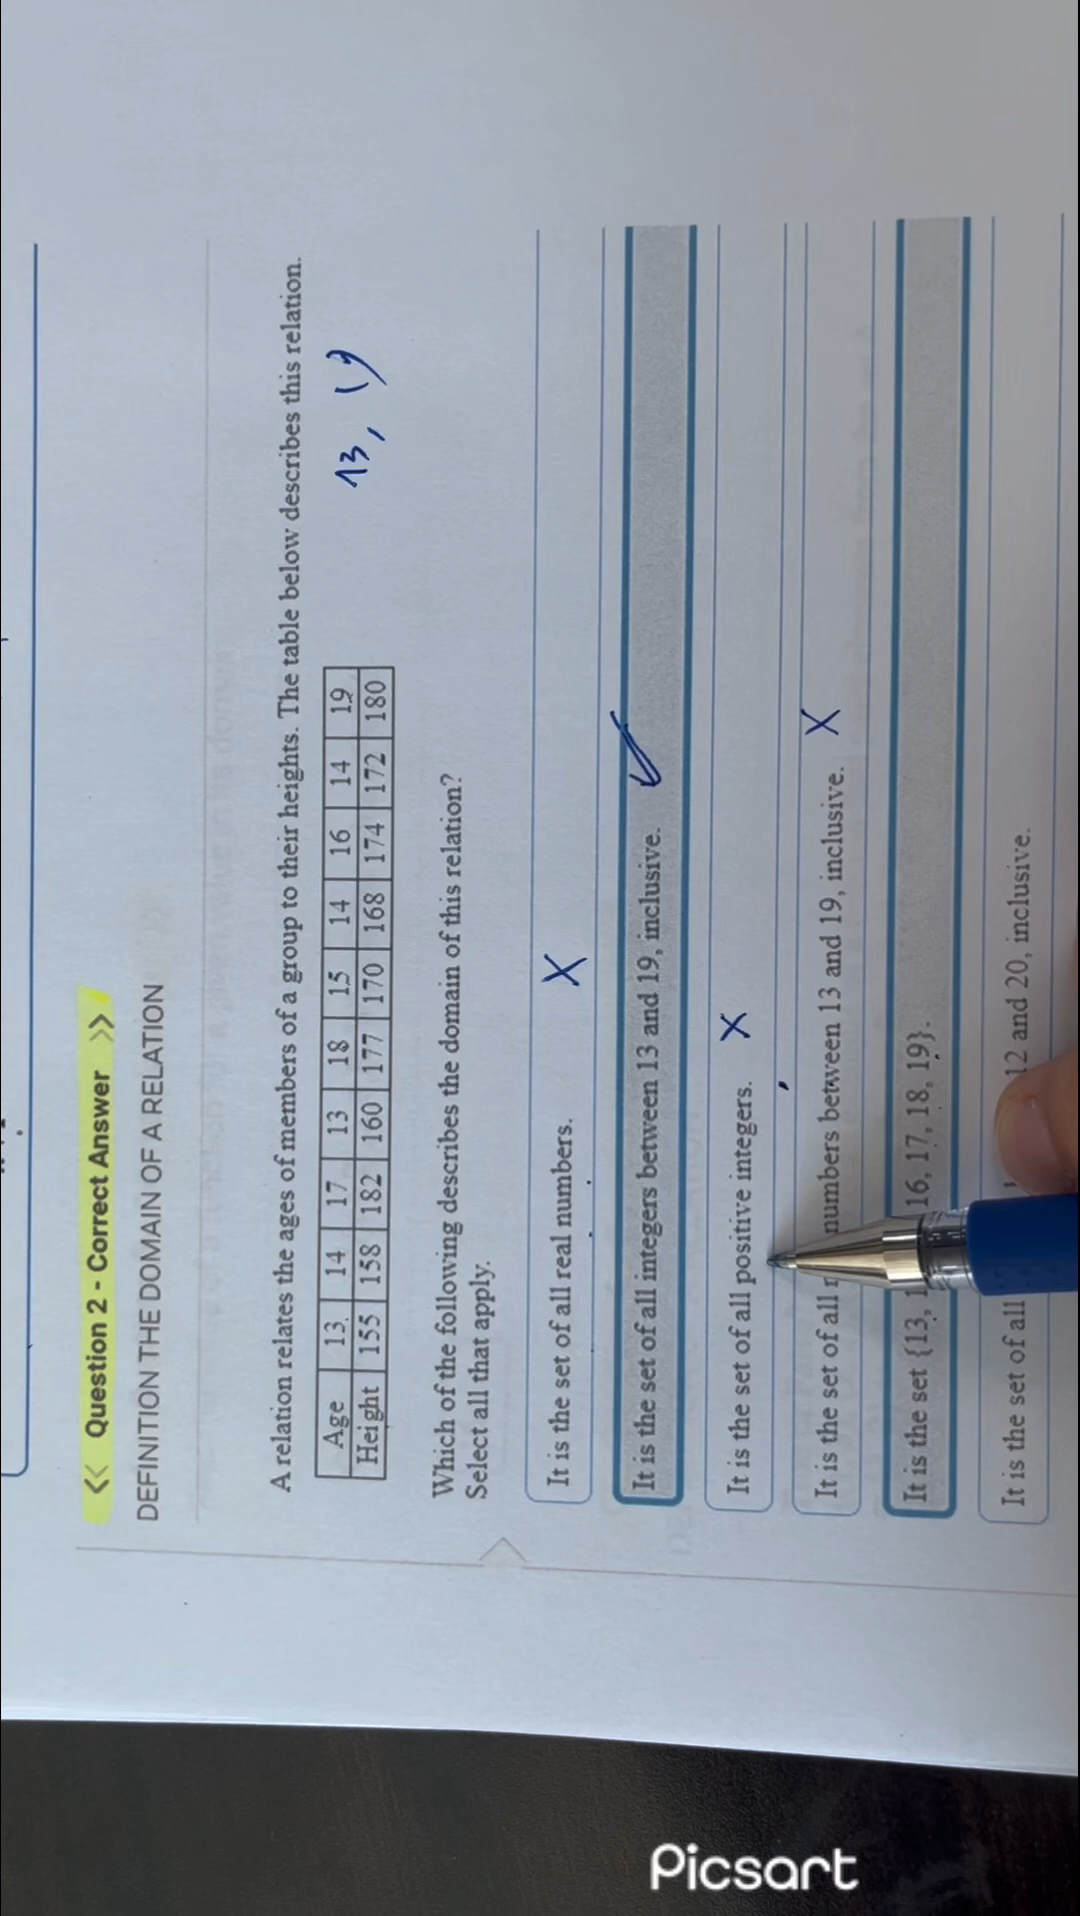 << Question 2 - Correct Answer >>
DEFINITION THE DOMAIN OF A RELATION
A relation relates the ages of members of a group to their heights. The table below describes this relation.
Age 13 14 17 13 18 15 14 16 14 19
Height 155 158 182 160 177 170 168 174 172 180
13, 19
Which of the following describes the domain of this relation?
Select all that apply.
It is the set of all real numbers. X
It is the set of all integers between 13 and 19, inclusive. ✓
It is the set of all positive integers. X
It is the set of all numbers between 13 and 19, inclusive. X
It is the set {13, 16, 17, 18, 19}.
It is the set of all 12 and 20, inclusive.
Picsart